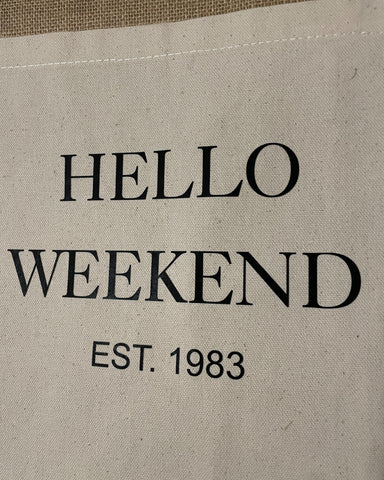 HELLO
WEEKEND
EST. 1983